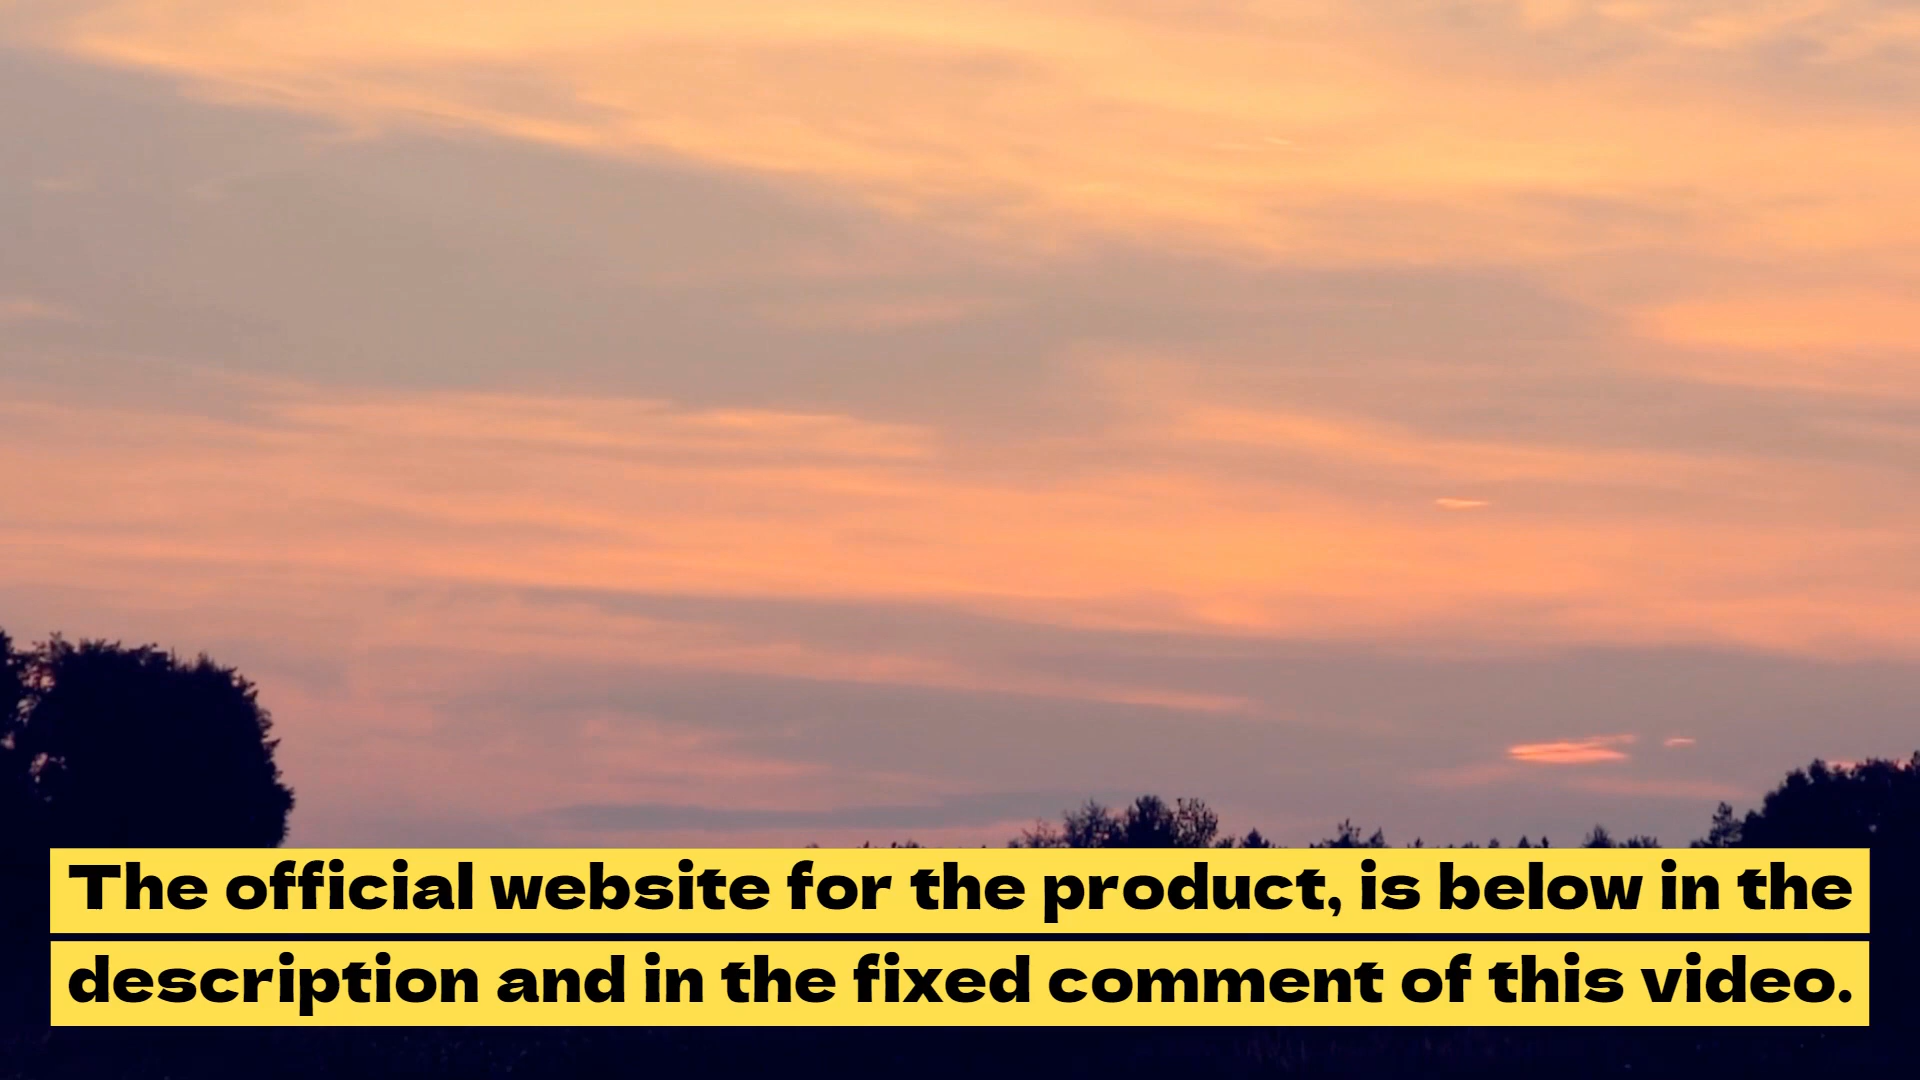 The official website for the product, is below in the
description and in the fixed comment of this video.